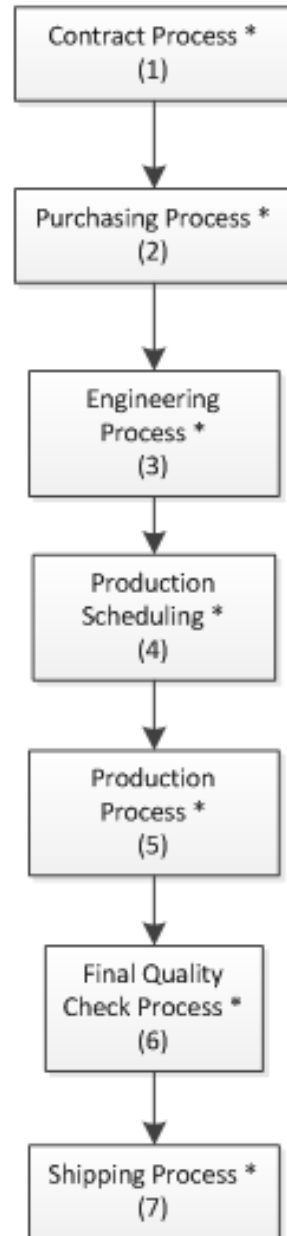 Contract Process *
(1)
Purchasing Process *
(2)
Engineering
Process *
(3)
Production
Scheduling *
(4)
Production
Process *
(5)
Final Quality
Check Process *
(6)
Shipping Process *
(7)